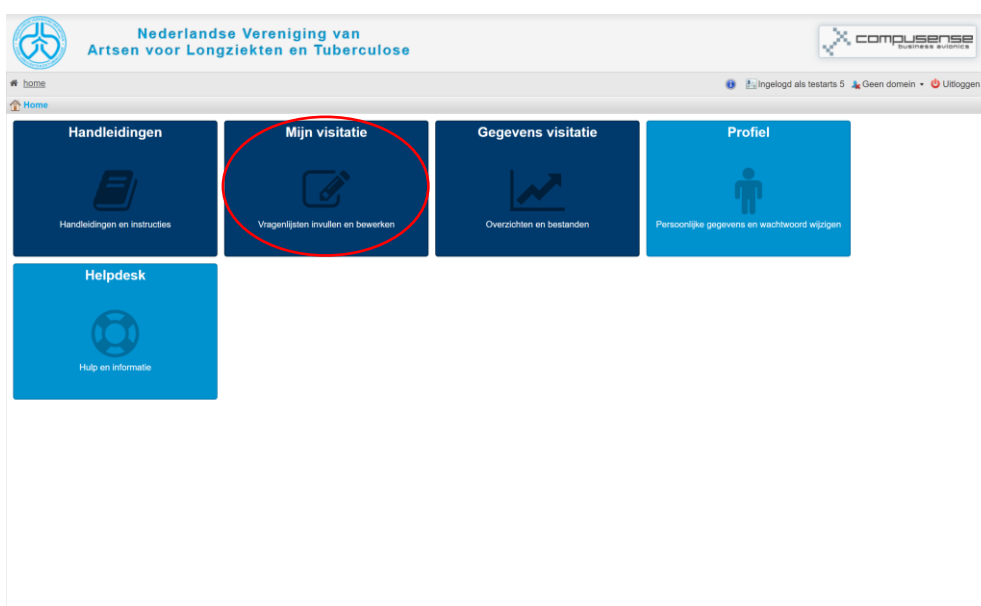 Nederlandse Vereniging van
Artsen voor Longziekten en Tuberculose
compusense
business avionics
home
Ingelogd als testarts 5 Geen domein Uitloggen
Home
Handleidingen
Handleidingen en instructies
Mijn visitatie
Vragenlijsten invullen en bewerken
Gegevens visitatie
Overzichten en bestanden
Profiel
Persoonlijke gegevens en wachtwoord wijzigen
Helpdesk
Hulp en informatie